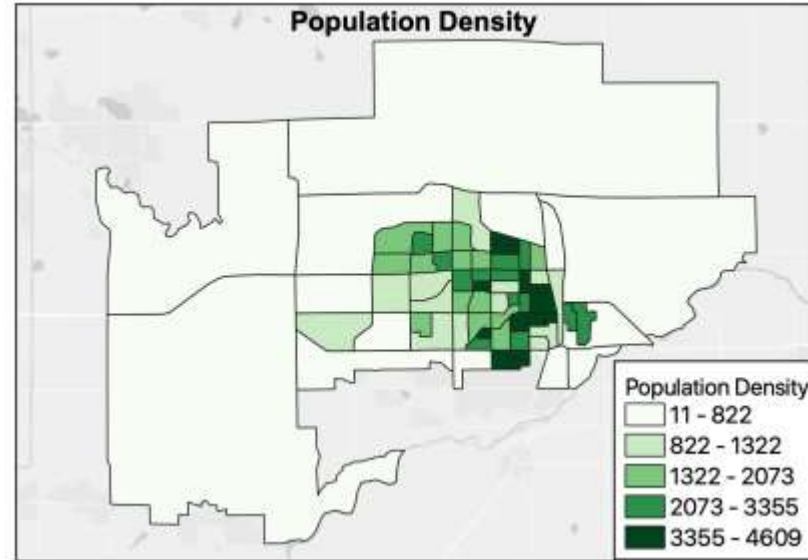 Population Density
Population Density
11 - 822
822 - 1322
1322 - 2073
2073 - 3355
3355 - 4609